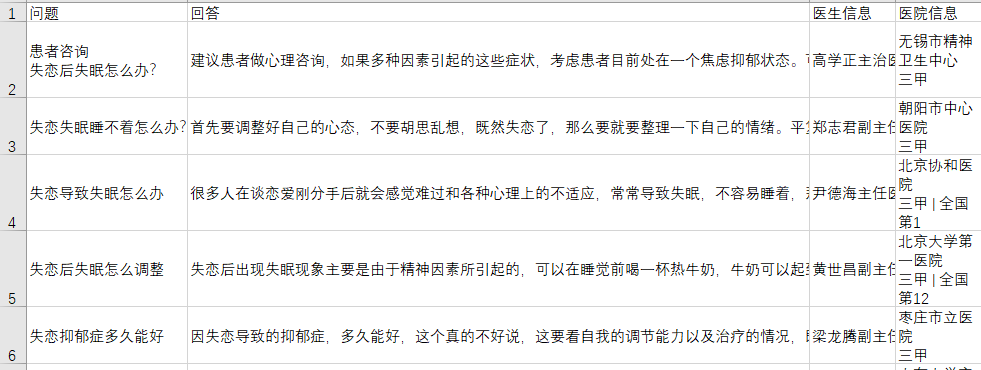 1 问题 回答 医生信息 医院信息
患者咨询
失恋后失眠怎么办?
建议患者做心理咨询，如果多种因素引起的这些症状，考虑患者目前处在一个焦虑抑郁状态。
高学正主治医
无锡市精神
卫生中心
三甲
2
失恋失眠睡不着怎么办?
首先要调整好自己的心态，不要胡思乱想，既然失恋了，那么要就要整理一下自己的情绪。平
郑志君副主任
朝阳市中心
医院
三甲
3
失恋导致失眠怎么办
很多人在谈恋爱刚分手后就会感觉难过和各种心理上的不适应，常常导致失眠，不容易睡着，
尹德海主任医
北京协和医
院
三甲|全国
第1
4
失恋后失眠怎么调整
失恋后出现失眠现象主要是由于精神因素所引起的，可以在睡觉前喝一杯热牛奶，牛奶可以起
黄世昌副主任
北京大学第
一医院
三甲|全国
第12
5
失恋抑郁症多久能好
因失恋导致的抑郁症，多久能好，这个真的不好说，这要看自我的调节能力以及治疗的情况，
梁龙腾副主任
枣庄市立医
院
三甲
6